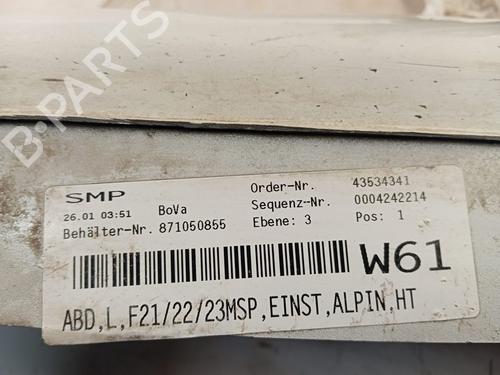 B-PARTS
SMP
26.01 03:51 BoVa Order-Nr. 43534341
Sequenz-Nr. 0004242214
Behälter-Nr. 871050855 Ebene: 3 Pos: 1
W61
ABD,L,F21/22/23MSP,EINST,ALPIN,HT